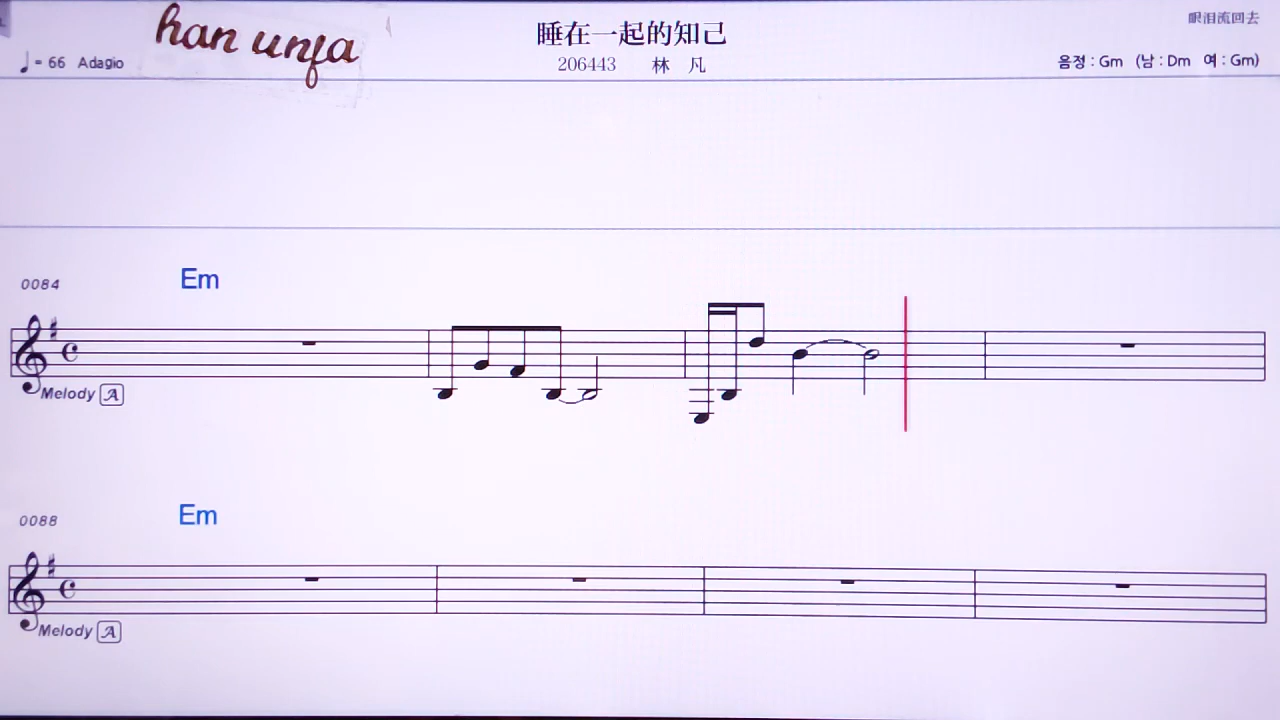 han unfa
睡在一起的知己
眼泪流回去
♩= 66 Adagio
206443 林 凡
음정 : Gm (남 : Dm 여 : Gm)
0084
Em
Melody A
0088
Em
Melody A